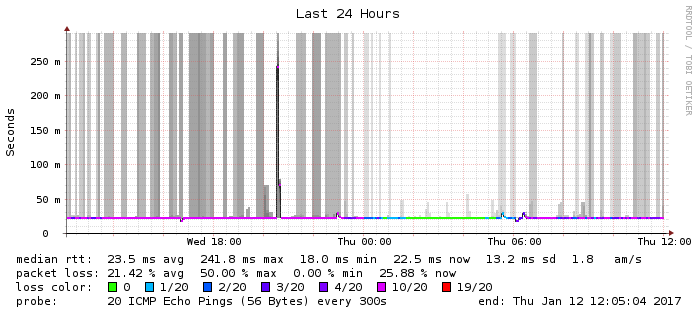 Last 24 Hours
RRDTOOL / TOBI OETIKER
Seconds
250 m
200 m
150 m
100 m
50 m
0
Wed 18:00 Thu 00:00 Thu 06:00 Thu 12:00
median rtt: 23.5 ms avg 241.8 ms max 18.0 ms min 22.5 ms now 13.2 ms sd 1.8 am/s
packet loss: 21.42 % avg 50.00 % max 0.00 % min 25.88 % now
loss color: 0 1/20 2/20 3/20 4/20 10/20 19/20
probe: 20 ICMP Echo Pings (56 Bytes) every 300s end: Thu Jan 12 12:05:04 2017